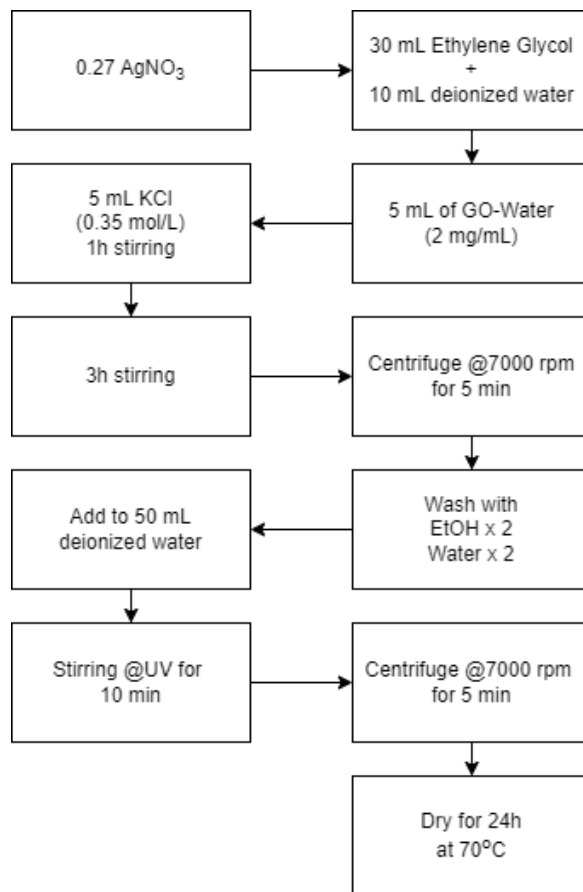 0.27 AgNO₃
30 mL Ethylene Glycol
+
10 mL deionized water
5 mL of GO-Water
(2 mg/mL)
5 mL KCl
(0.35 mol/L)
1h stirring
3h stirring
Centrifuge @7000 rpm
for 5 min
Wash with
EtOH x 2
Water x 2
Add to 50 mL
deionized water
Stirring @UV for
10 min
Centrifuge @7000 rpm
for 5 min
Dry for 24h
at 70°C